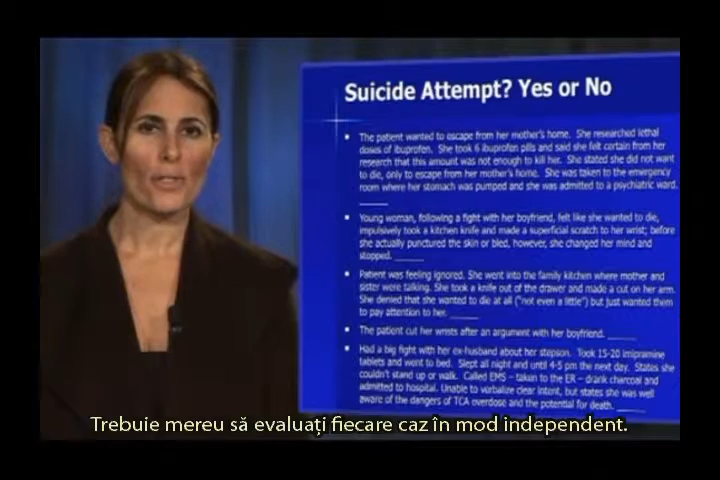 Suicide Attempt? Yes or No
The patient wanted to escape from her mother's home. She researched lethal
doses of ibuprofen. She took 6 ibuprofen pills and said she felt certain from her
research that this amount was not enough to kill her. She stated she did not want
to die, only to escape from her mother's home. She was taken to the emergency
room where her stomach was pumped and she was admitted to a psychiatric ward.
Young woman, following a fight with her boyfriend, felt like she wanted to die,
impulsively took a kitchen knife and made a superficial scratch to her wrist; before
she actually punctured the skin or bled, however, she changed her mind and
stopped.
Patient was feeling ignored. She went into the family kitchen where mother and
sister were talking. She took a knife out of the drawer and made a cut on her arm.
She denied that she wanted to die at all ("not even a little") but just wanted them
to pay attention to her.
The patient cut her wrists after an argument with her boyfriend.
Had a big fight with her ex-husband about her stepson. Took 15-20 imipramine
tablets and went to bed. Slept all night and until 4-5 pm the next day. States she
couldn't stand up or walk. Called EMS – taken to the ER – drank charcoal and
admitted to hospital. Unable to verbalize clear intent, but states she was well
aware of the dangers of TCA overdose and the potential for death.
Trebuie mereu să evaluați fiecare caz în mod independent.